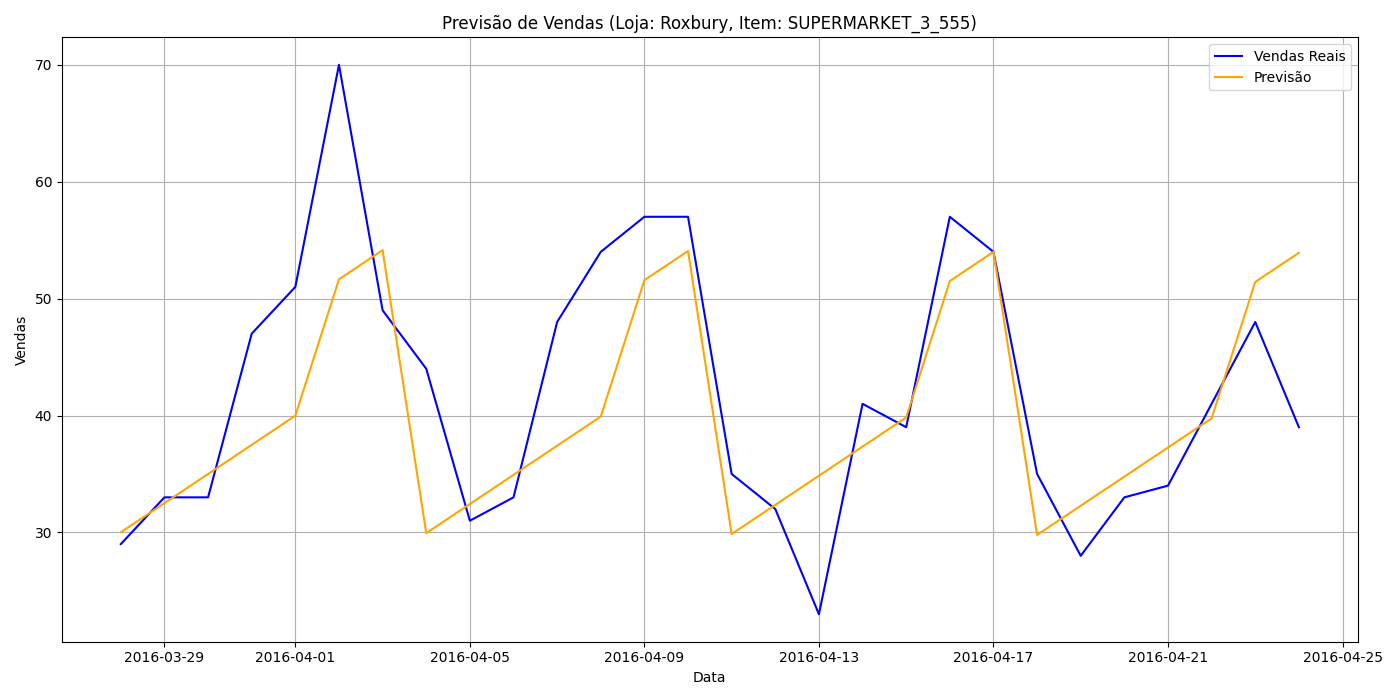 Previsão de Vendas (Loja: Roxbury, Item: SUPERMARKET_3_555)
Vendas Reais
Previsão
Vendas
70
60
50
40
30
2016-03-29 2016-04-01 2016-04-05 2016-04-09 2016-04-13 2016-04-17 2016-04-21 2016-04-25
Data